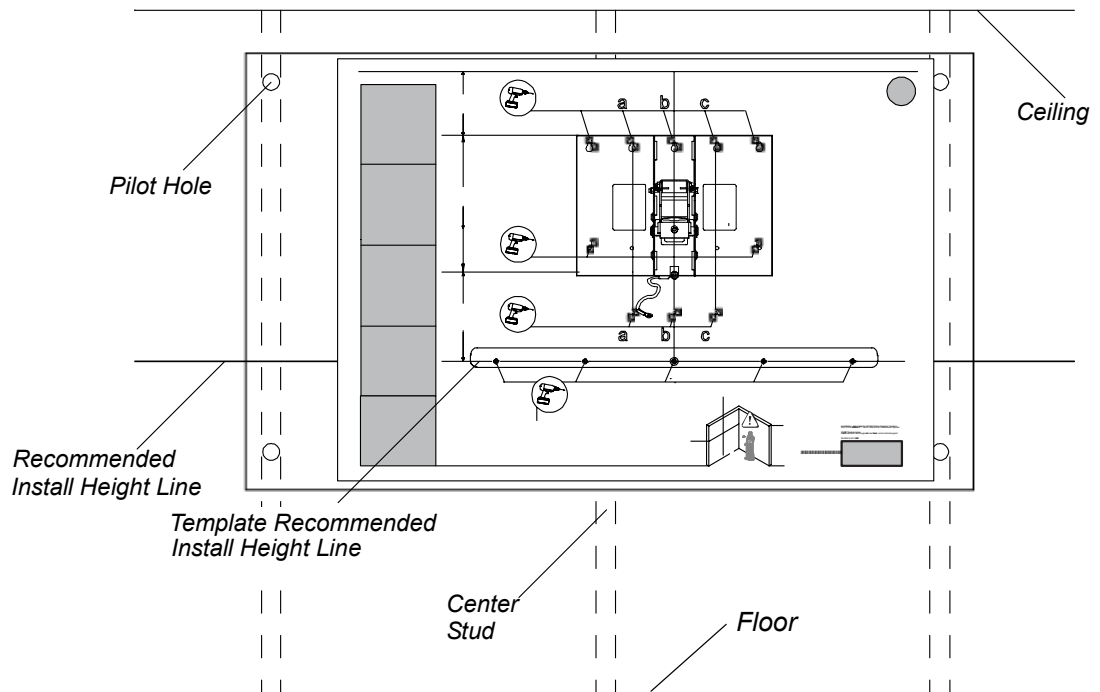 a b c
Ceiling
Pilot Hole
a b c
Recommended
Install Height Line
Template Recommended
Install Height Line
Center
Stud
Floor